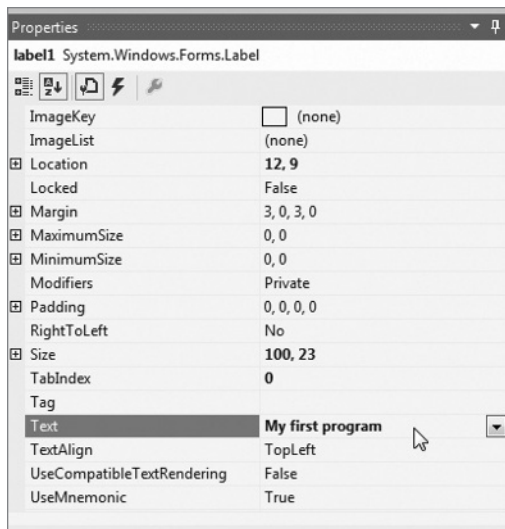 Properties
label1 System.Windows.Forms.Label
ImageKey (none)
ImageList (none)
Location 12, 9
Locked False
Margin 3, 0, 3, 0
MaximumSize 0, 0
MinimumSize 0, 0
Modifiers Private
Padding 0, 0, 0, 0
RightToLeft No
Size 100, 23
TabIndex 0
Tag
Text My first program
TextAlign TopLeft
UseCompatibleTextRendering False
UseMnemonic True